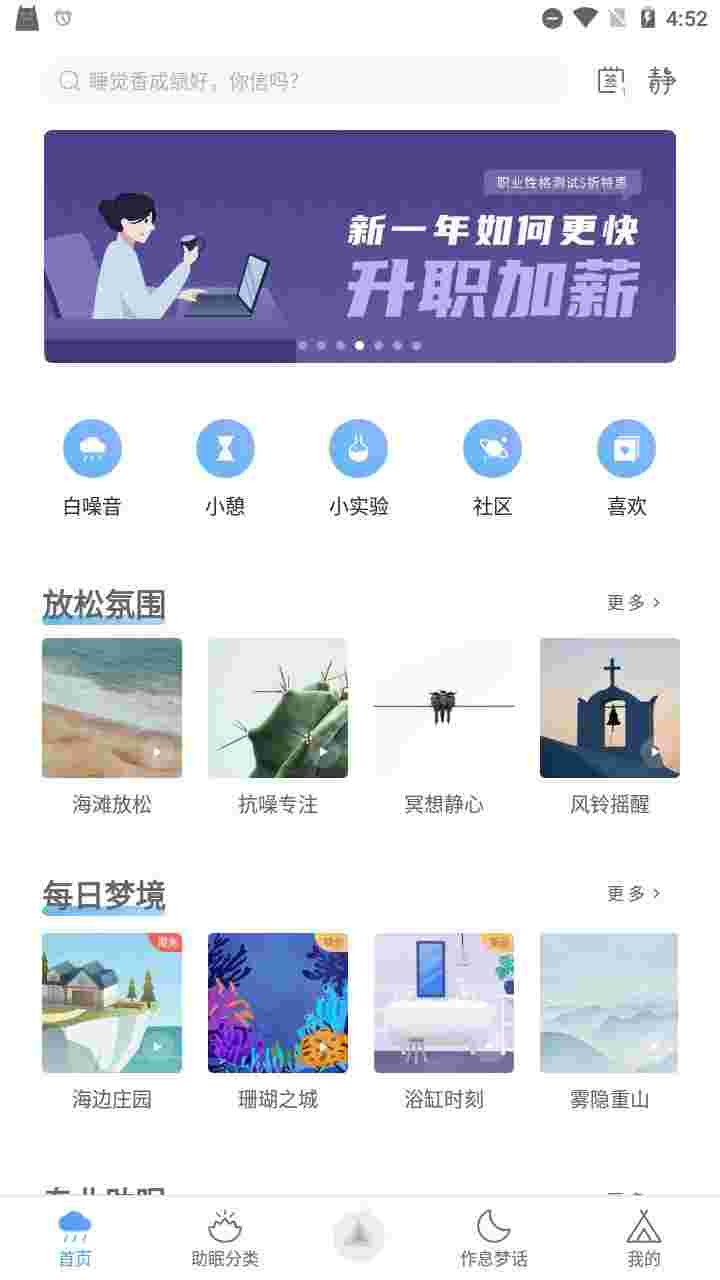 4:52
睡觉香成绩好，你信吗？
静
职业性格测试5折特惠
新一年如何更快
升职加薪
白噪音
小憩
小实验
社区
喜欢
放松氛围
更多
海滩放松
抗噪专注
冥想静心
风铃摇醒
每日梦境
更多
海边庄园
珊瑚之城
浴缸时刻
雾隐重山
首页
助眠分类
作息梦话
我的